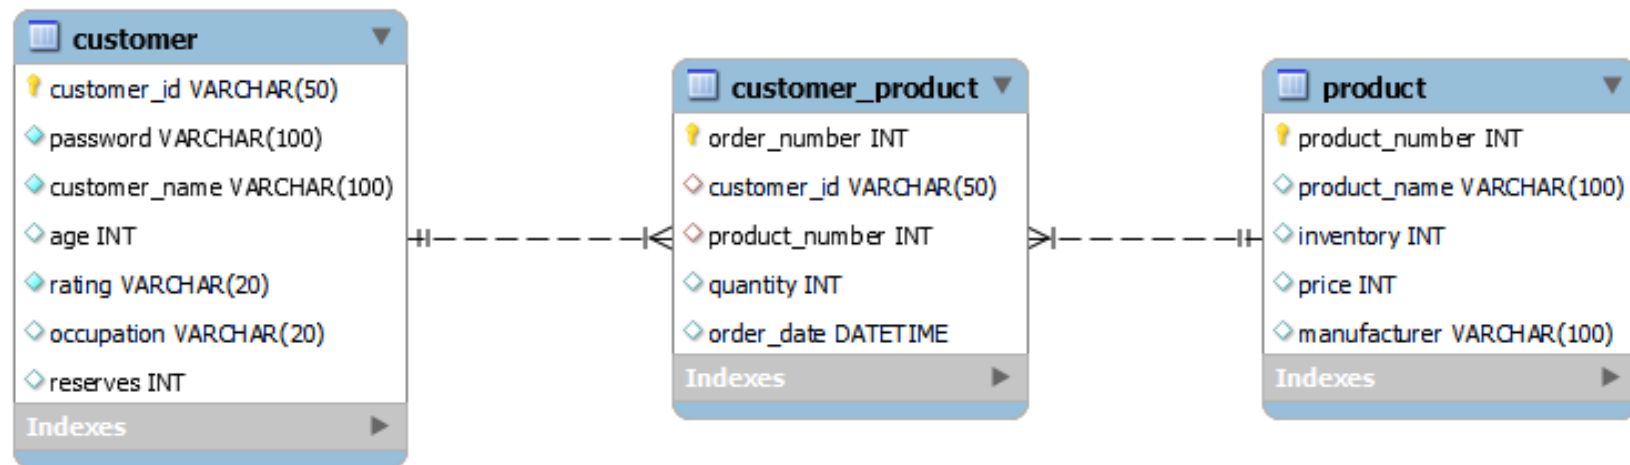 customer
customer_id VARCHAR(50)
password VARCHAR(100)
customer_name VARCHAR(100)
age INT
rating VARCHAR(20)
occupation VARCHAR(20)
reserves INT
Indexes
customer_product
order_number INT
customer_id VARCHAR(50)
product_number INT
quantity INT
order_date DATETIME
Indexes
product
product_number INT
product_name VARCHAR(100)
inventory INT
price INT
manufacturer VARCHAR(100)
Indexes